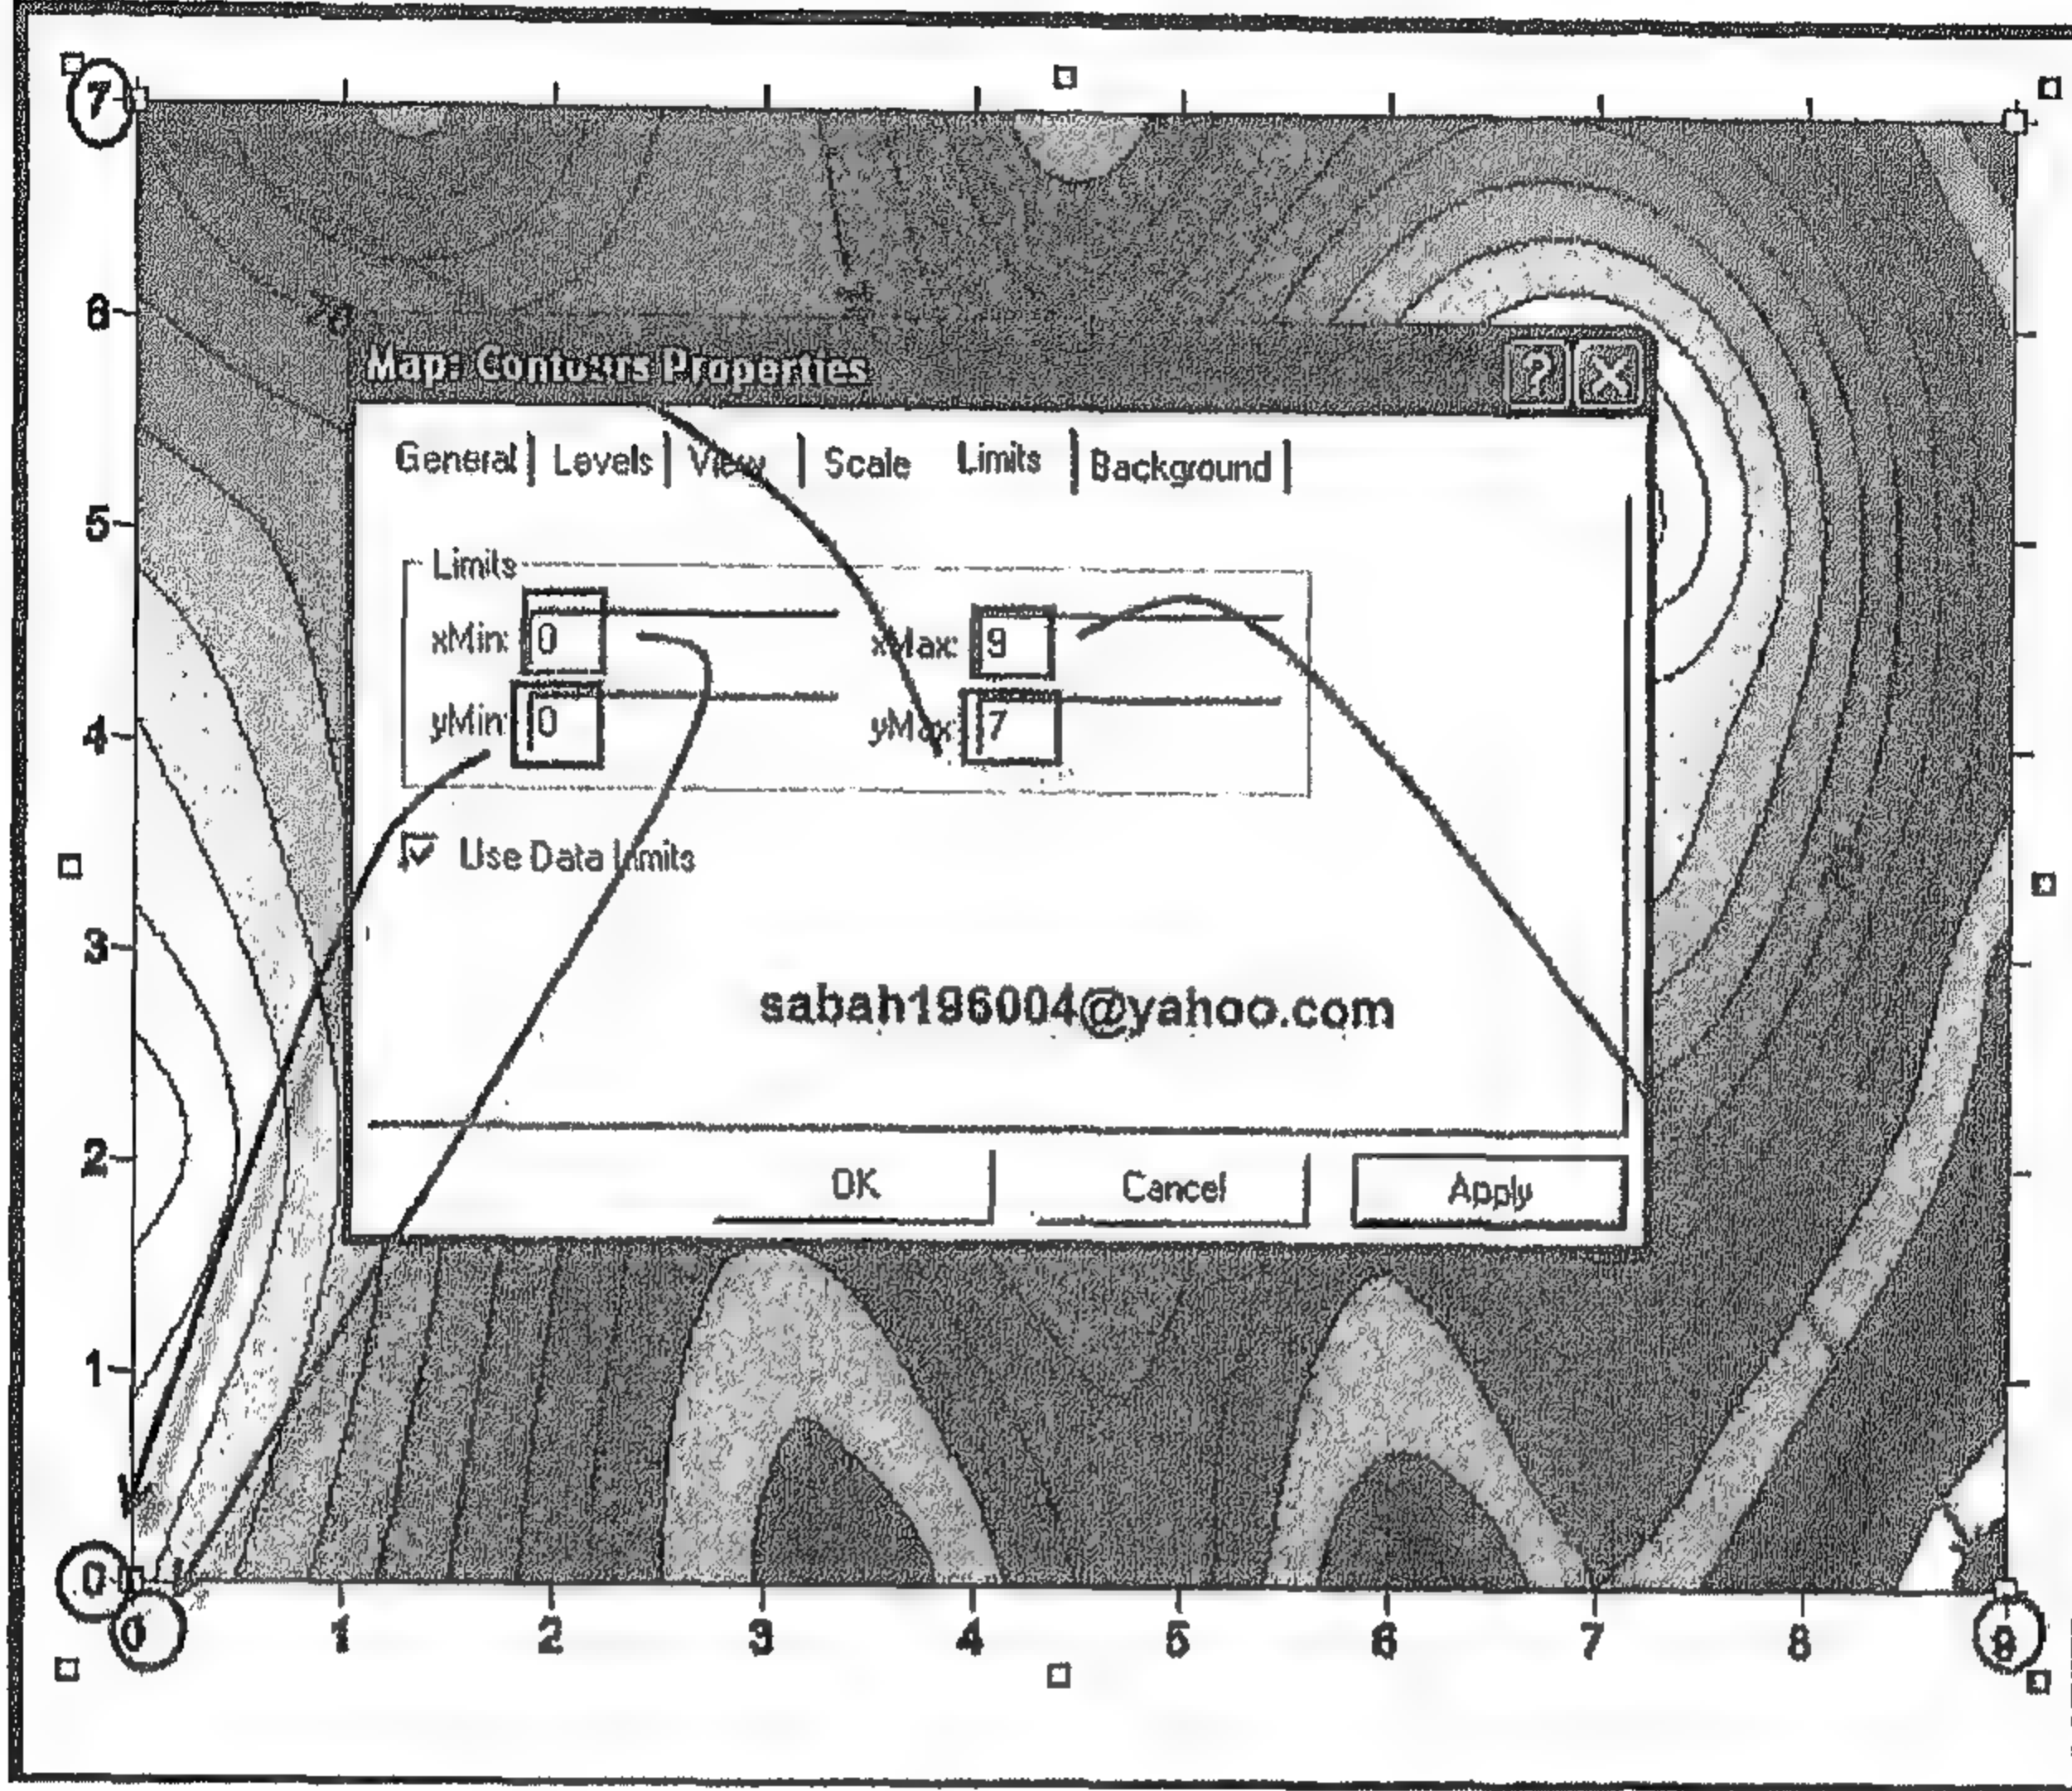 7
6
Map: Contours Properties ? X
General Levels View Scale Limits Background
5
Limits
xMin: 0 xMax: 9
yMin: 0 yMax: 7
4
Use Data Limits
3
sabah196004@yahoo.com
2
OK Cancel Apply
1
0
0 1 2 3 4 5 6 7 8 9